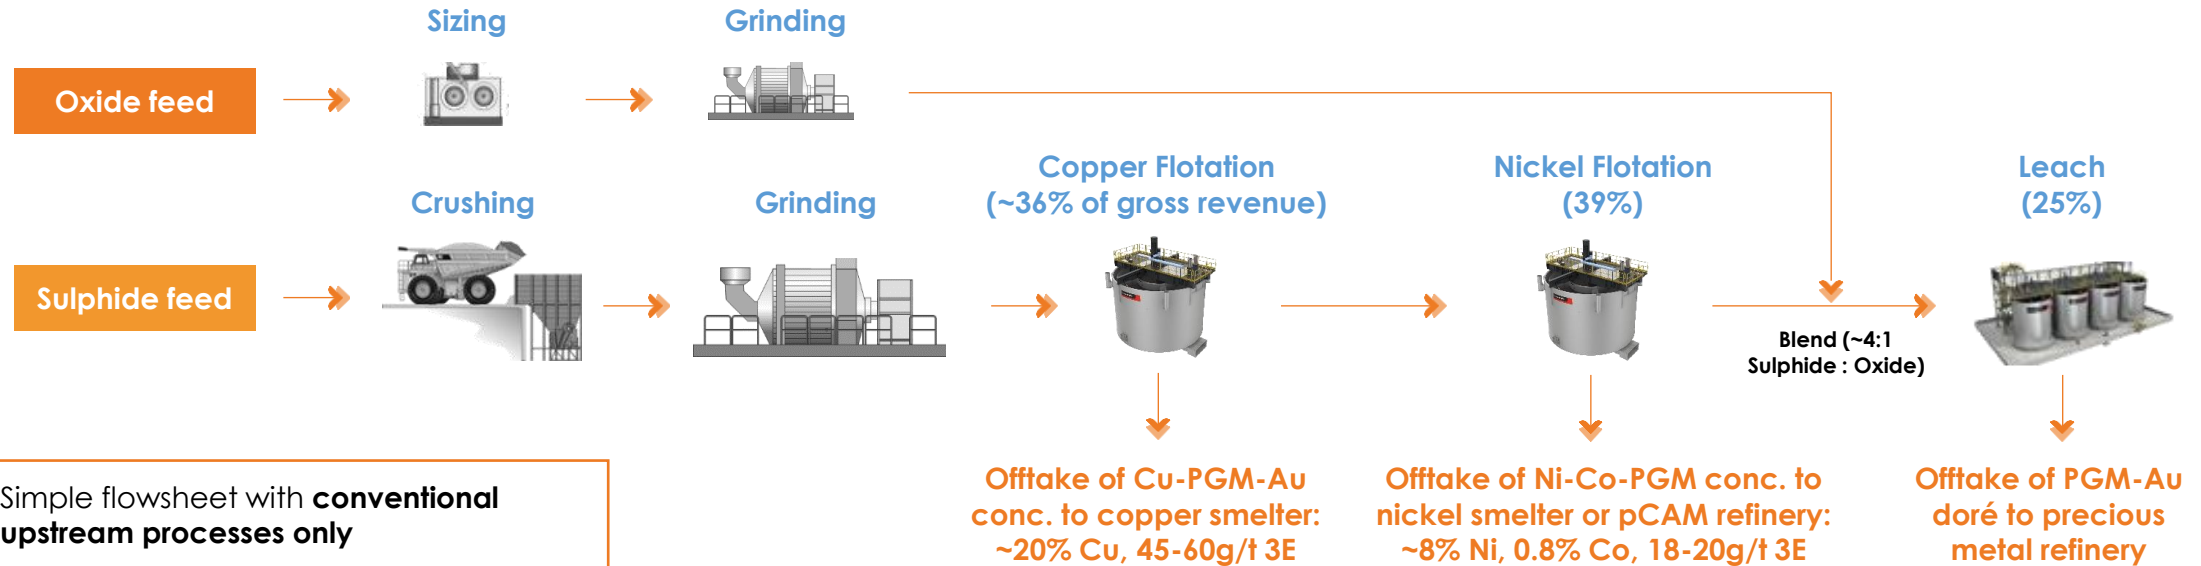 Sizing
Grinding
Oxide feed
Copper Flotation
(~36% of gross revenue)
Nickel Flotation
(39%)
Leach
(25%)
Crushing
Grinding
Sulphide feed
Blend (~4:1
Sulphide : Oxide)
Offtake of Cu-PGM-Au
conc. to copper smelter:
~20% Cu, 45-60g/t 3E
Offtake of Ni-Co-PGM conc. to
nickel smelter or pCAM refinery:
~8% Ni, 0.8% Co, 18-20g/t 3E
Offtake of PGM-Au
doré to precious
metal refinery
Simple flowsheet with conventional
upstream processes only